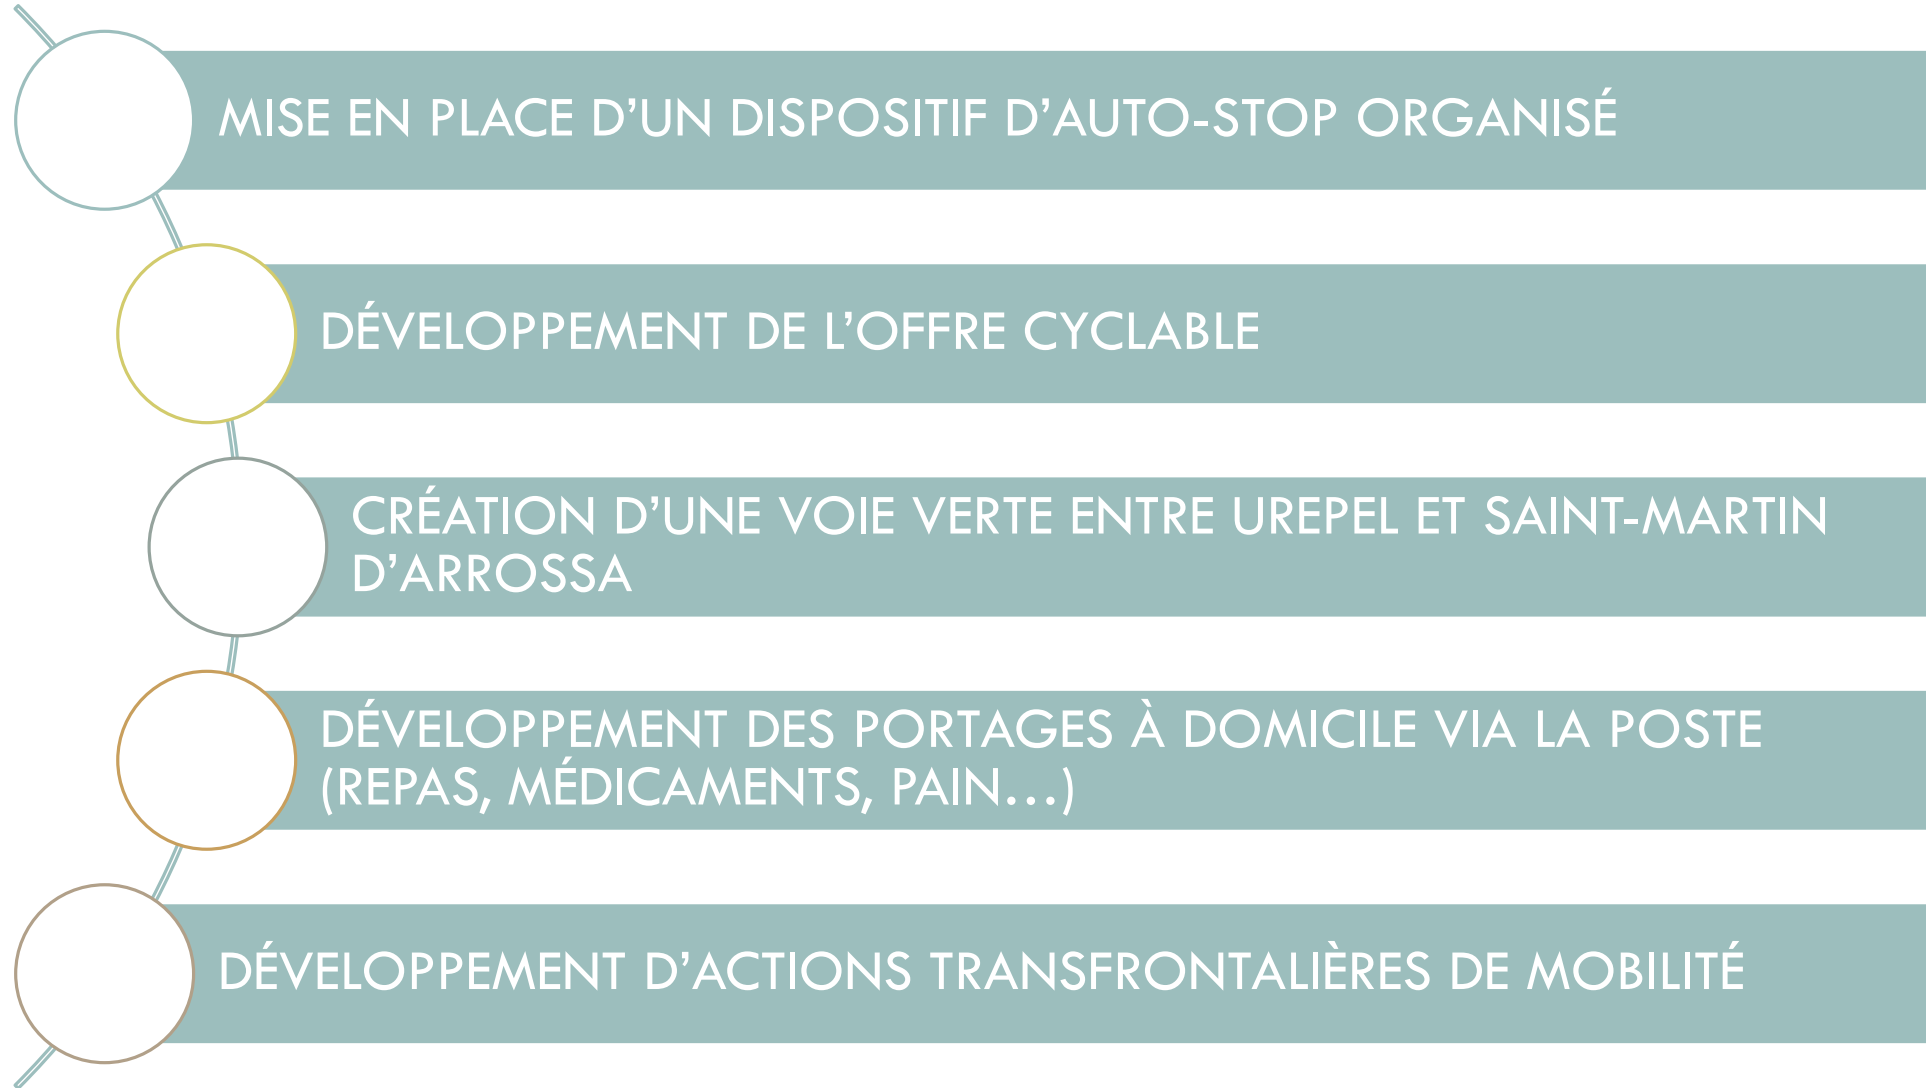 MISE EN PLACE D’UN DISPOSITIF D’AUTO-STOP ORGANISÉ
DÉVELOPPEMENT DE L’OFFRE CYCLABLE
CRÉATION D’UNE VOIE VERTE ENTRE UREPEL ET SAINT-MARTIN
D’ARROSSA
DÉVELOPPEMENT DES PORTAGES À DOMICILE VIA LA POSTE
(REPAS, MÉDICAMENTS, PAIN…)
DÉVELOPPEMENT D’ACTIONS TRANSFRONTALIÈRES DE MOBILITÉ